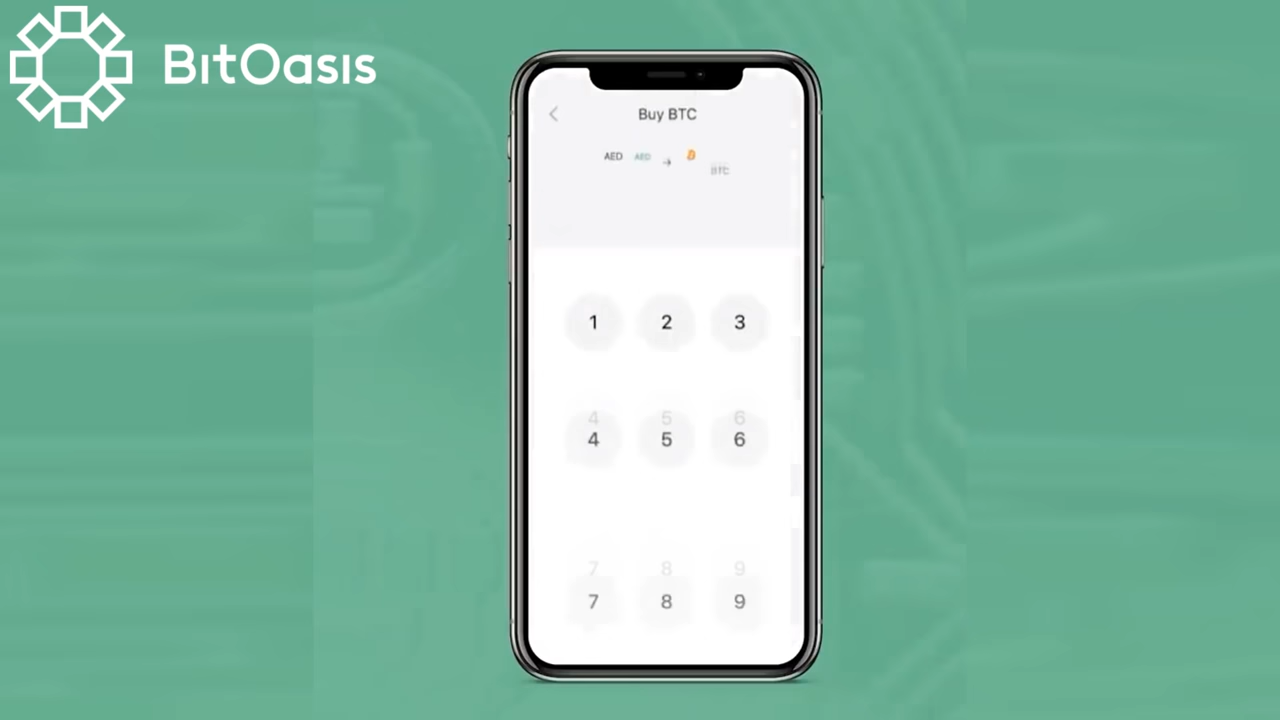 BitOasis
Buy BTC
AED AED → BTC
1 2 3
4 5 6
4 5 6
7 8 9
7 8 9